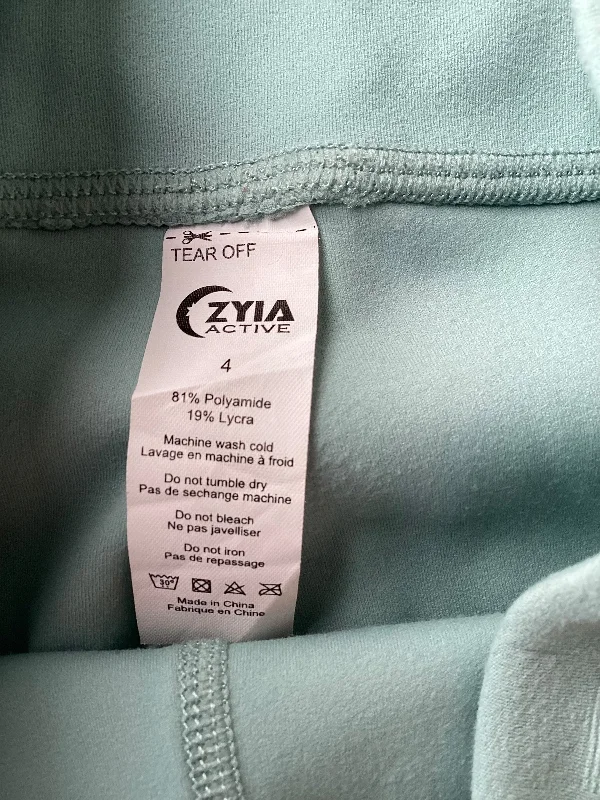 TEAR OFF
ZYIA
ACTIVE
4
81% Polyamide
19% Lycra
Machine wash cold
Lavage en machine à froid
Do not tumble dry
Pas de sechange machine
Do not bleach
Ne pas javelliser
Do not iron
Pas de repassage
30°
Made in China
Fabrique en Chine